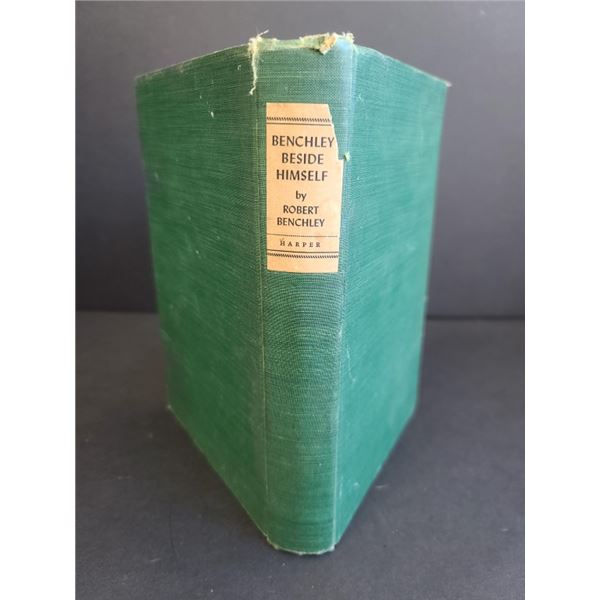 BENCHLEY
BESIDE
HIMSELF
by
ROBERT
BENCHLEY
HARPER